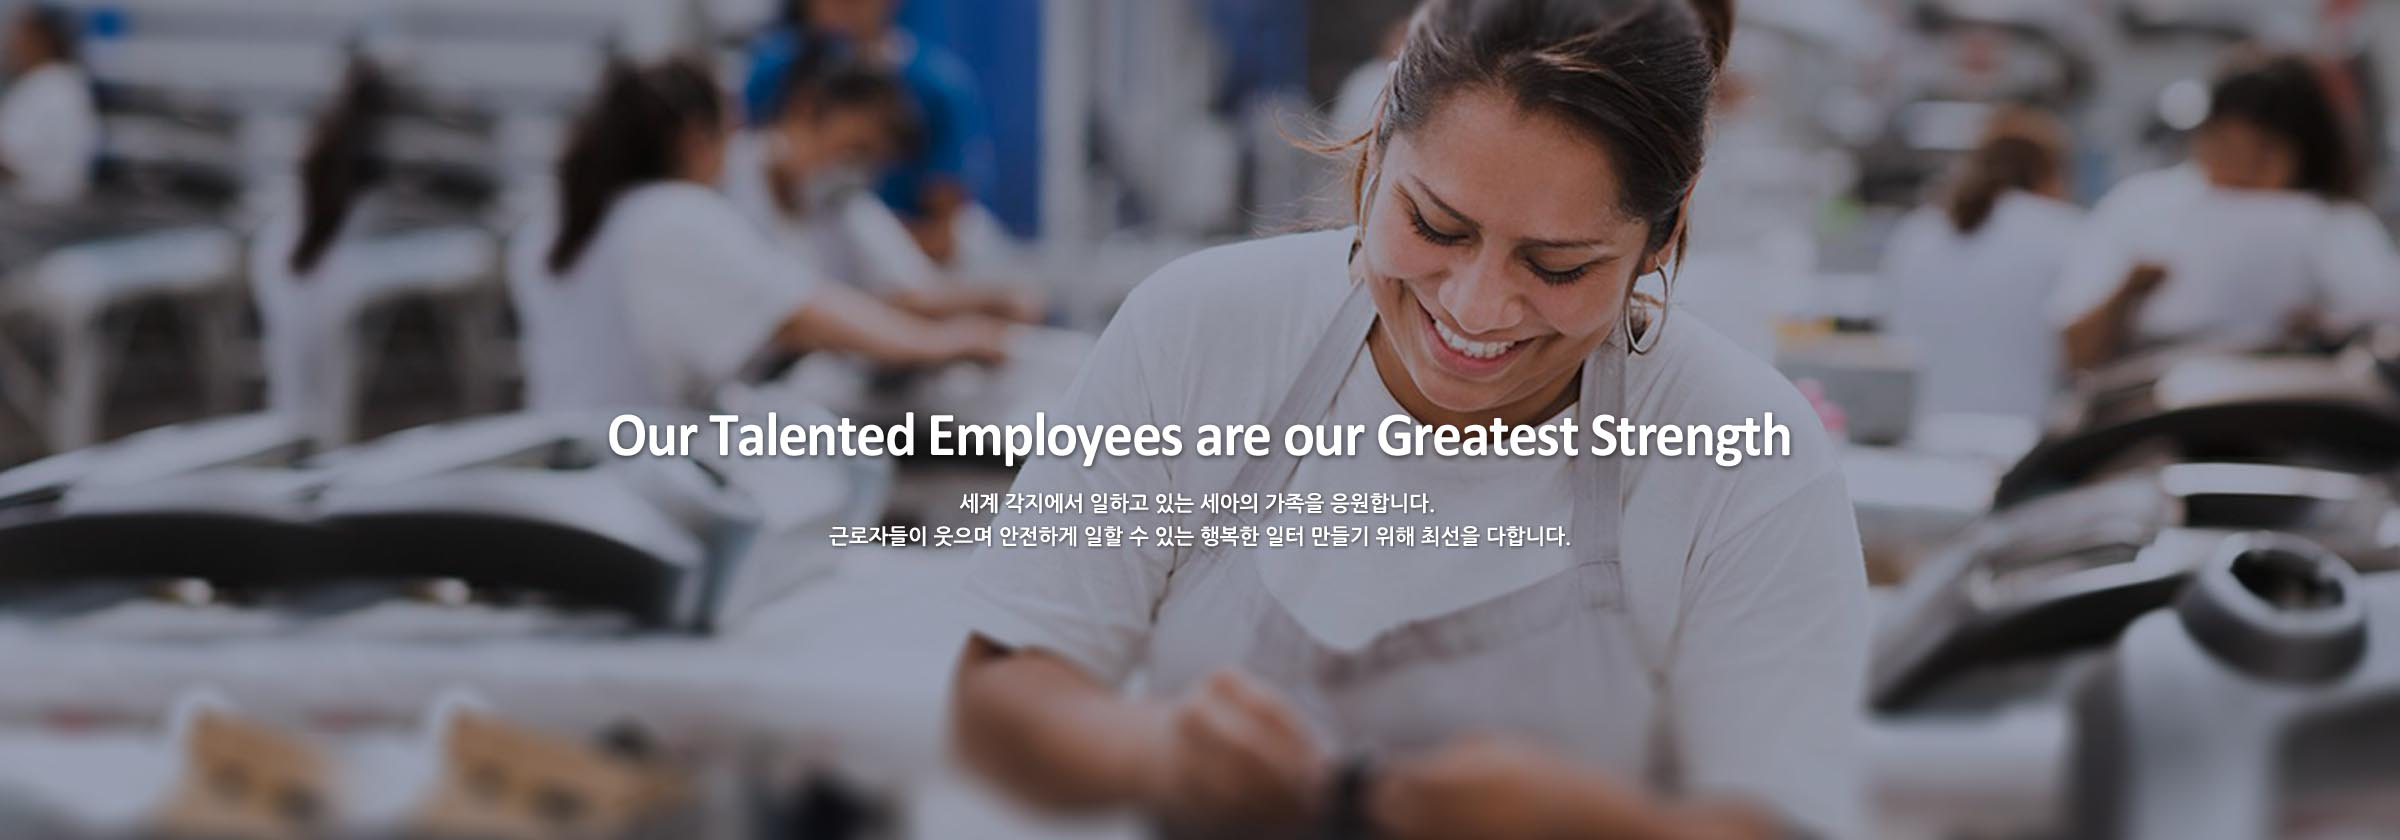 Our Talented Employees are our Greatest Strength
세계 각지에서 일하고 있는 세아의 가족을 응원합니다.
근로자들이 웃으며 안전하게 일할 수 있는 행복한 일터 만들기 위해 최선을 다합니다.